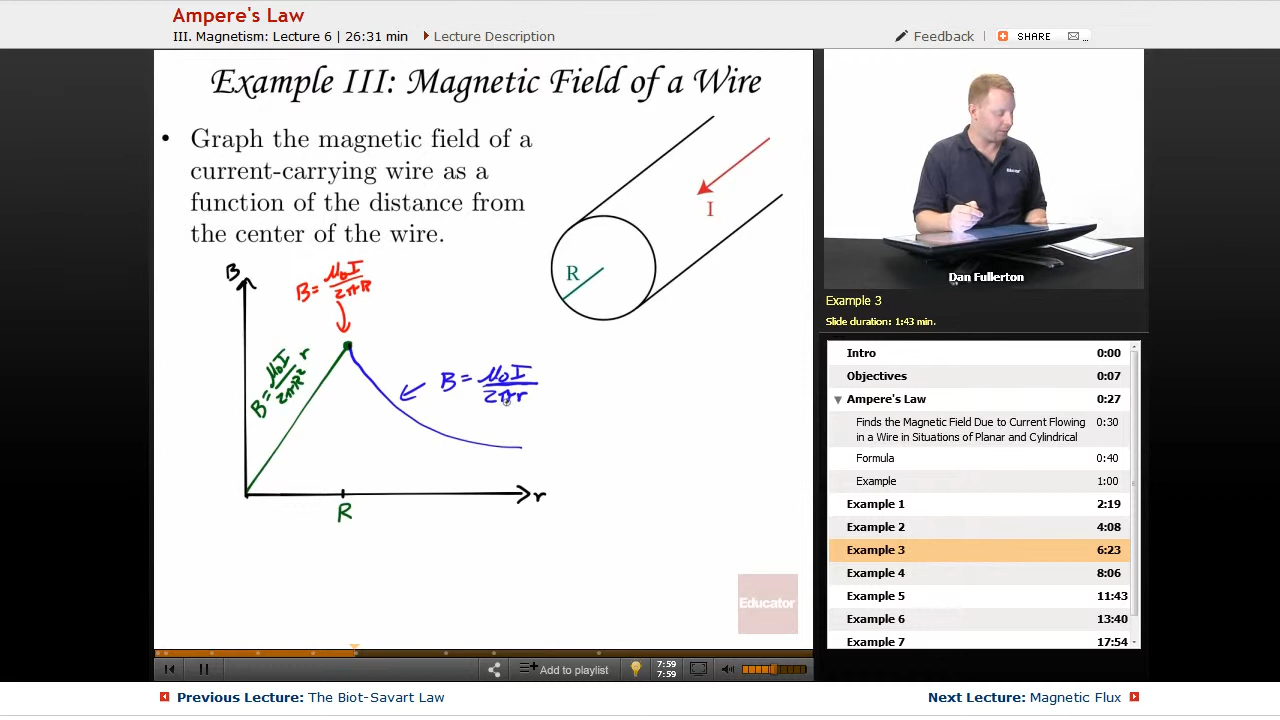 Ampere's Law
III. Magnetism: Lecture 6 | 26:31 min
Lecture Description
Feedback
SHARE
Example III: Magnetic Field of a Wire
• Graph the magnetic field of a
current-carrying wire as a
function of the distance from
the center of the wire.
I
R
B
B = μ₀I / 2πR
B = μ₀I / 2πR² r
B = μ₀I / 2πr
r
R
Educator
Add to playlist
7:59
7:59
Dan Fullerton
Example 3
Slide duration: 1:43 min.
Intro 0:00
Objectives 0:07
Ampere's Law 0:27
Finds the Magnetic Field Due to Current Flowing 0:30
in a Wire in Situations of Planar and Cylindrical
Formula 0:40
Example 1:00
Example 1 2:19
Example 2 4:08
Example 3 6:23
Example 4 8:06
Example 5 11:43
Example 6 13:40
Example 7 17:54
Previous Lecture: The Biot-Savart Law
Next Lecture: Magnetic Flux